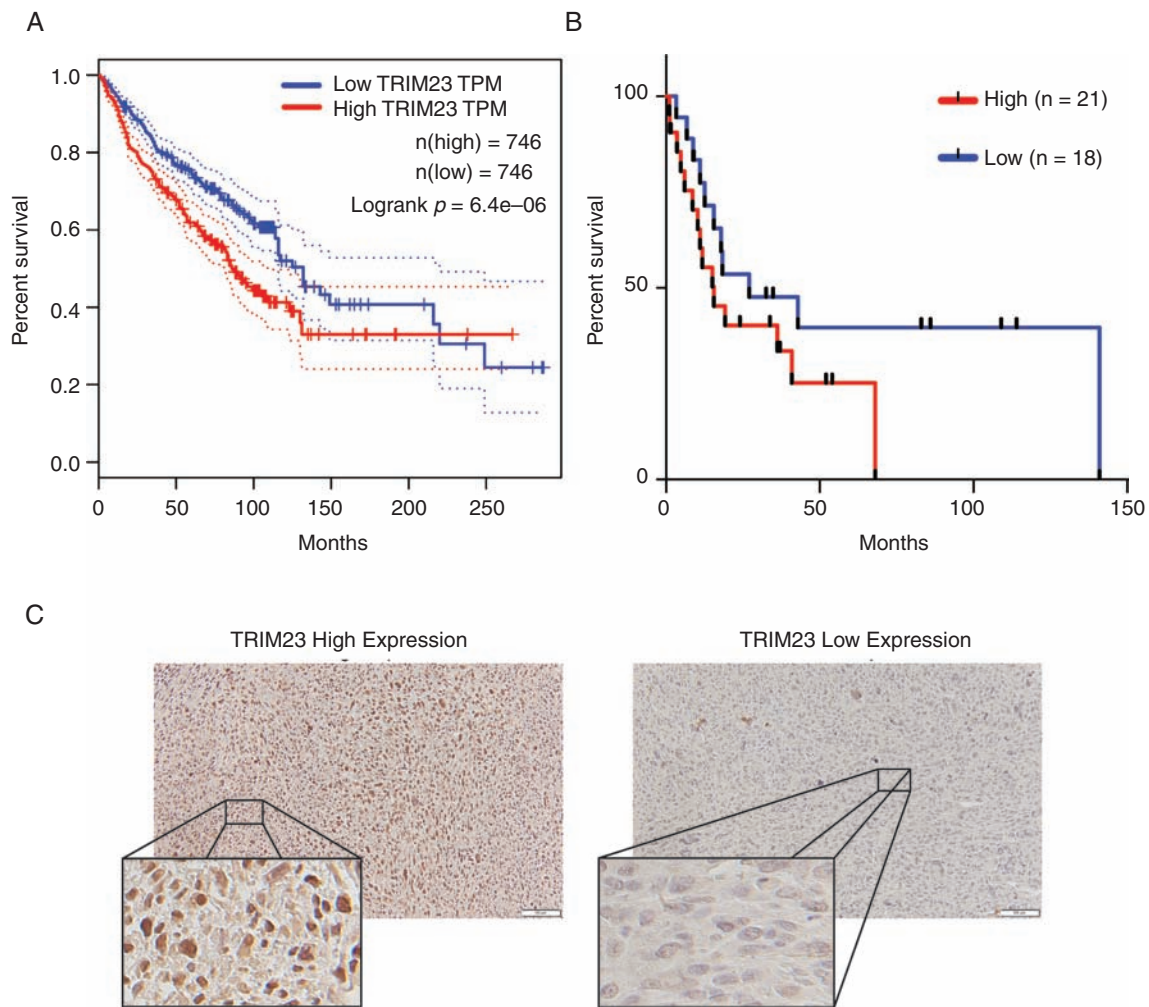 A
Percent survival
1.0
0.8
0.6
0.4
0.2
0.0
Low TRIM23 TPM
High TRIM23 TPM
n(high) = 746
n(low) = 746
Logrank p = 6.4e–06
0 50 100 150 200 250
Months
B
Percent survival
100
50
0
High (n = 21)
Low (n = 18)
0 50 100 150
Months
C
TRIM23 High Expression
TRIM23 Low Expression